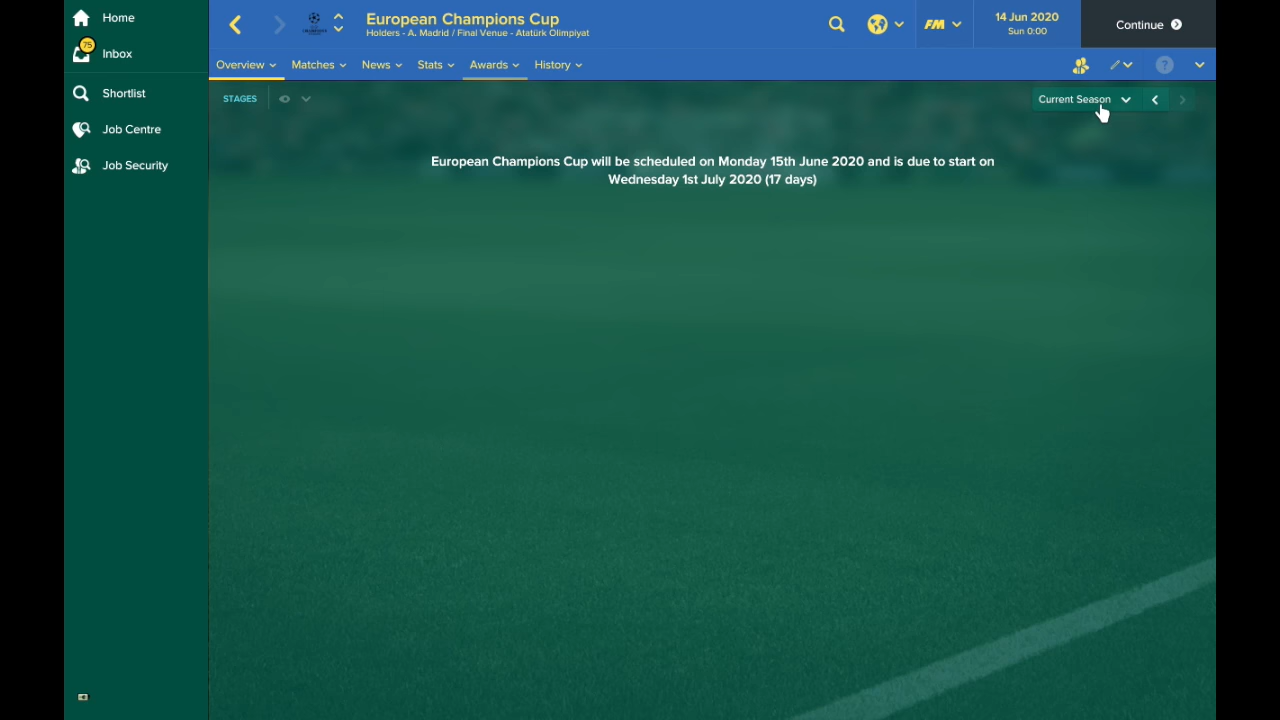 Home
75
Inbox
Shortlist
Job Centre
Job Security
European Champions Cup
Holders - A. Madrid / Final Venue - Atatürk Olimpiyat
FM
14 Jun 2020
Sun 0:00
Continue
Overview
Matches
News
Stats
Awards
History
?
STAGES
Current Season
European Champions Cup will be scheduled on Monday 15th June 2020 and is due to start on
Wednesday 1st July 2020 (17 days)